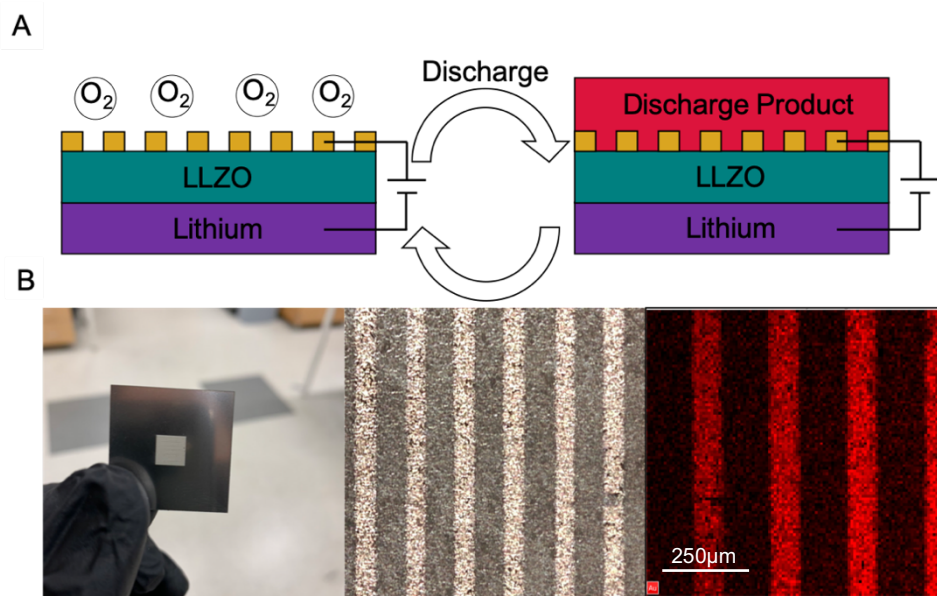 A
Discharge
O2 O2 O2 O2
Discharge Product
LLZO
LLZO
Lithium
Lithium
B
250μm
Au